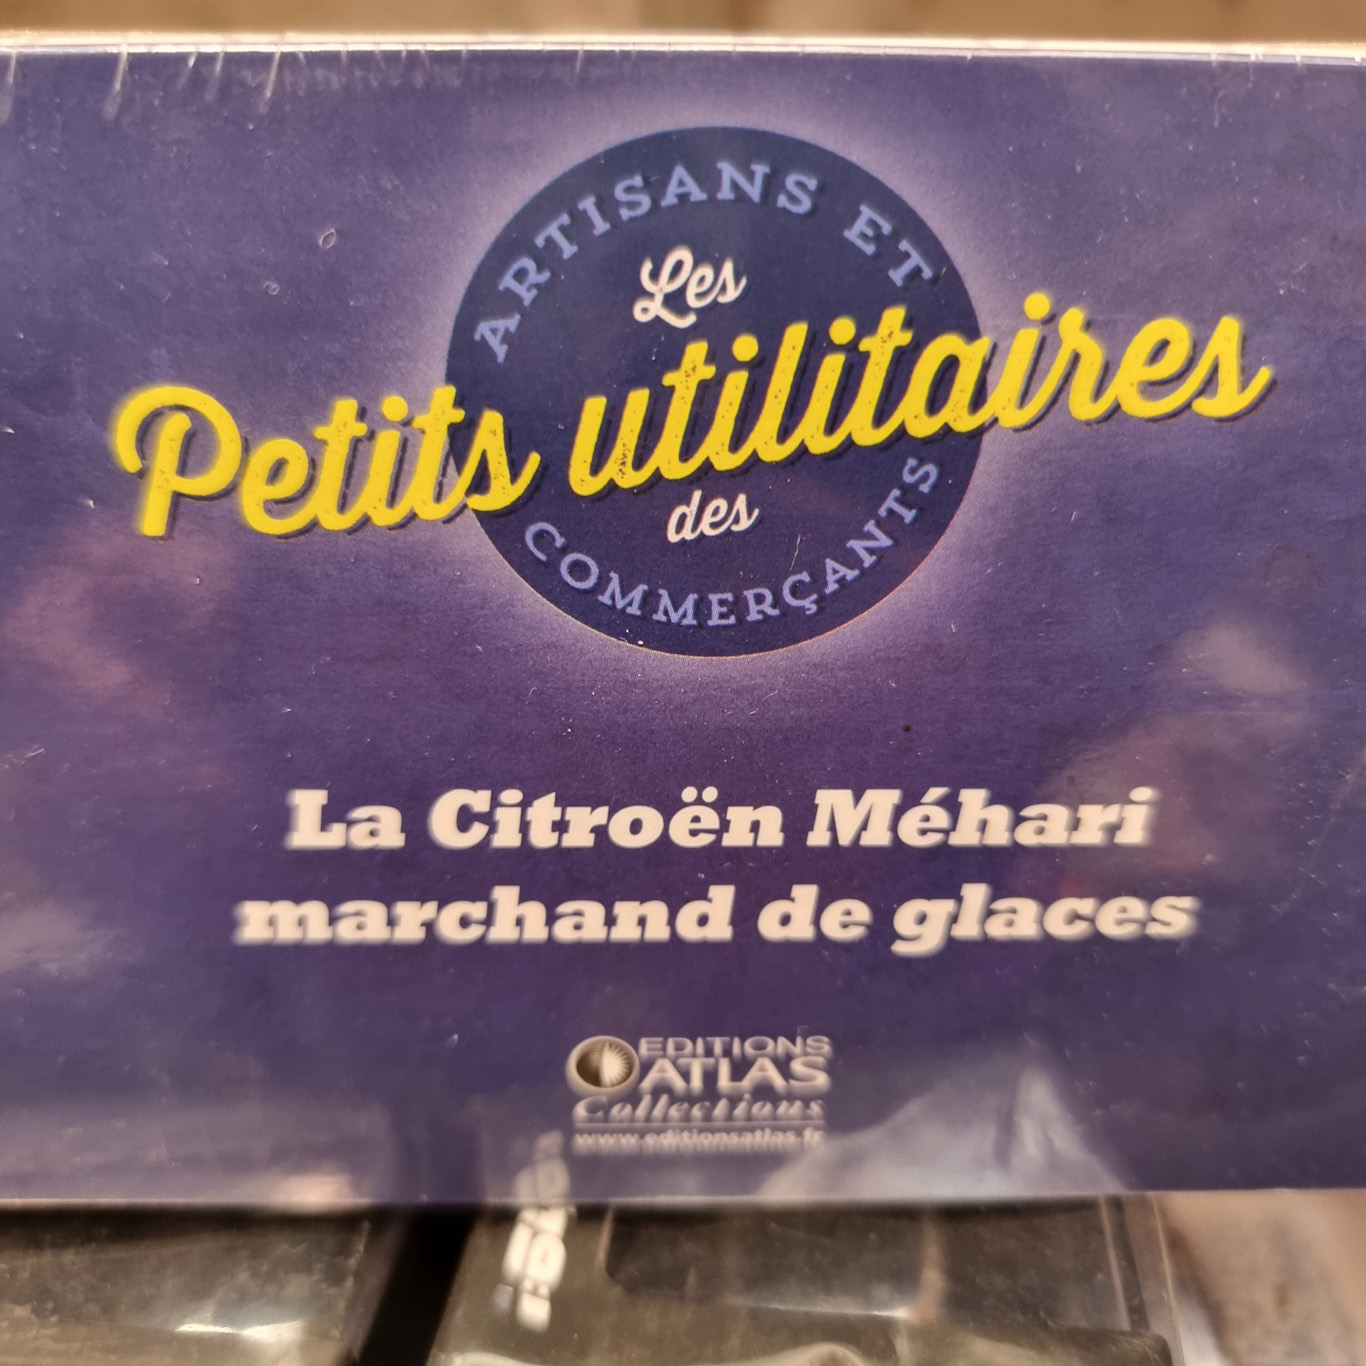 ARTISANS ET
Les
Petits utilitaires
des
COMMERÇANTS
La Citroën Méhari
marchand de glaces
EDITIONS
ATLAS
Collections
www.editionsatlas.fr